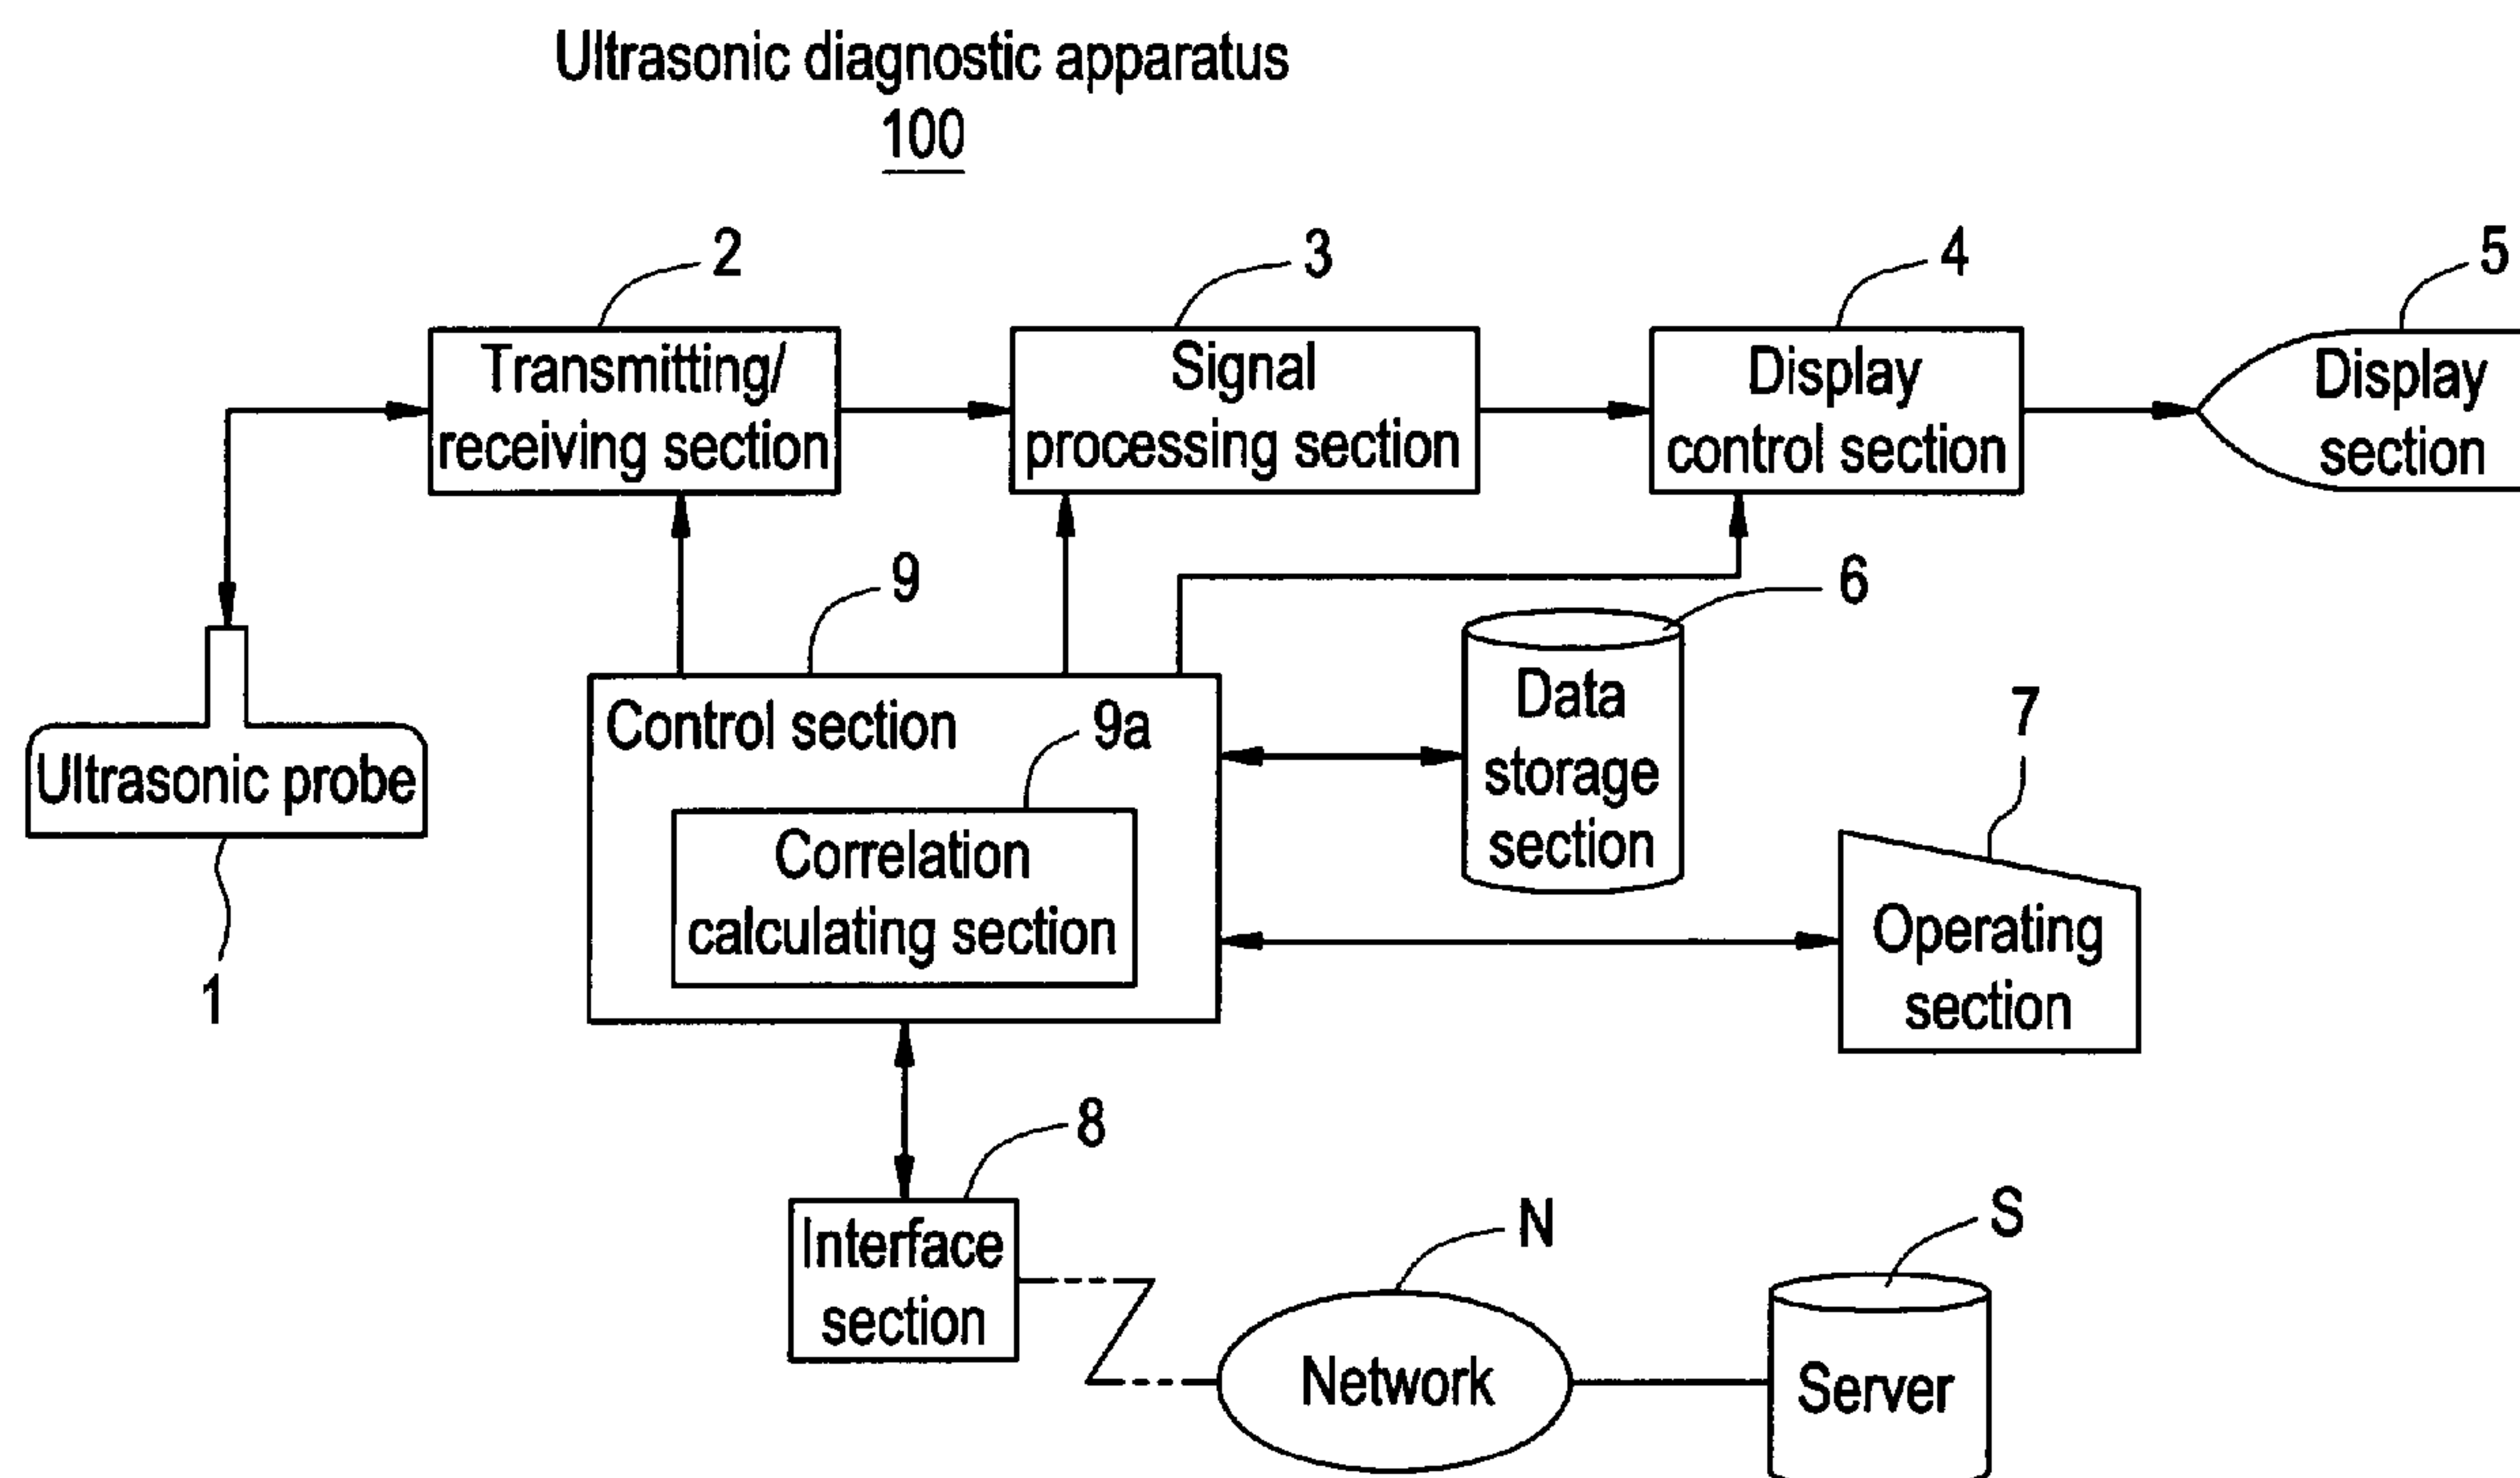 Ultrasonic diagnostic apparatus
100
2
3
4
5
Transmitting/
receiving section
Signal
processing section
Display
control section
Display
section
9
6
Control section
9a
Data
storage
section
7
Ultrasonic probe
Correlation
calculating section
1
Operating
section
8
Interface
section
N
S
Network
Server